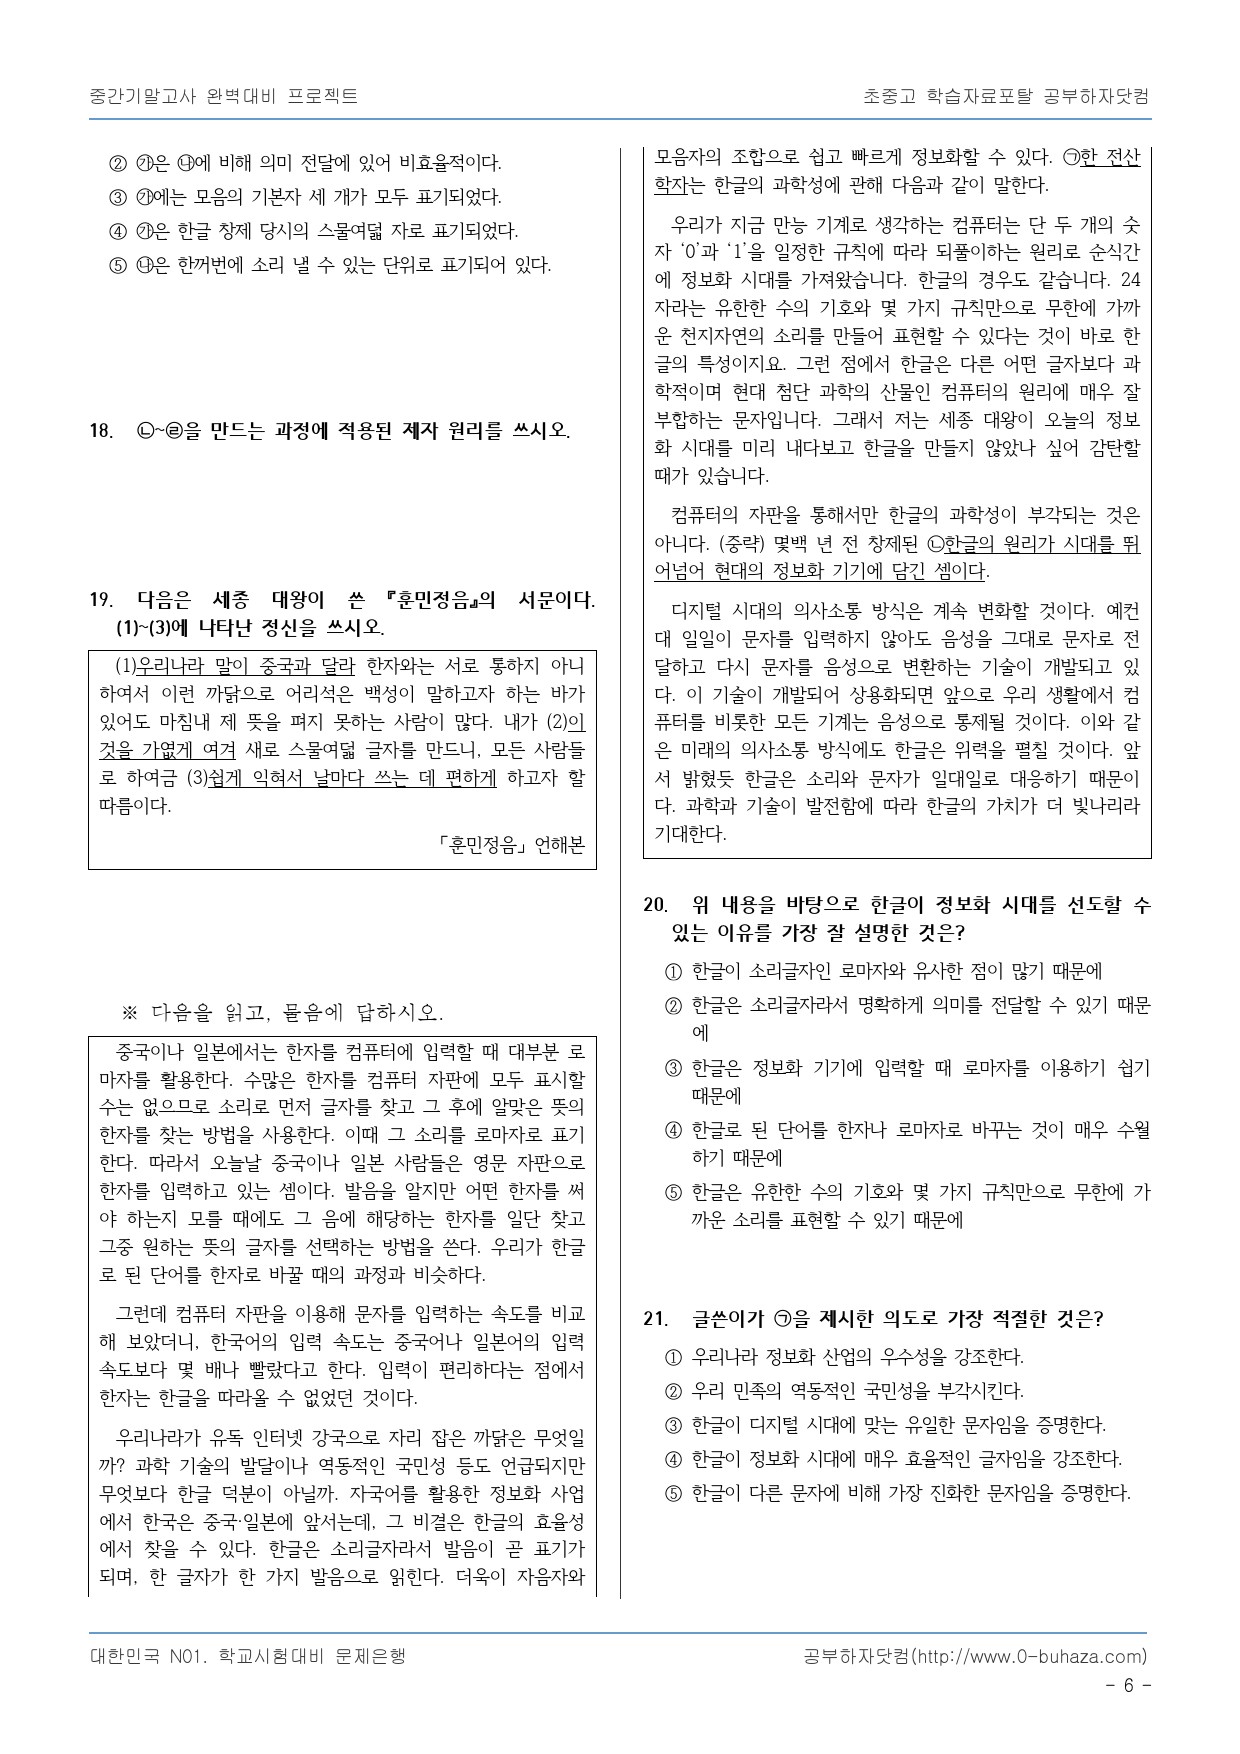 중간기말고사 완벽대비 프로젝트
초중고 학습자료포탈 공부하자닷컴
② ㉮은 ㉯에 비해 의미 전달에 있어 비효율적이다.
③ ㉮에는 모음의 기본자 세 개가 모두 표기되었다.
④ ㉮은 한글 창제 당시의 스물여덟 자로 표기되었다.
⑤ ㉯은 한꺼번에 소리 낼 수 있는 단위로 표기되어 있다.
18. ㉡~㉣을 만드는 과정에 적용된 제자 원리를 쓰시오.
19. 다음은 세종 대왕이 쓴 『훈민정음』의 서문이다.
(1)~(3)에 나타난 정신을 쓰시오.
(1)우리나라 말이 중국과 달라 한자와는 서로 통하지 아니
하여서 이런 까닭으로 어리석은 백성이 말하고자 하는 바가
있어도 마침내 제 뜻을 펴지 못하는 사람이 많다. 내가 (2)이
것을 가엾게 여겨 새로 스물여덟 글자를 만드니, 모든 사람들
로 하여금 (3)쉽게 익혀서 날마다 쓰는 데 편하게 하고자 할
따름이다.
「훈민정음」 언해본
※ 다음을 읽고, 물음에 답하시오.
중국이나 일본에서는 한자를 컴퓨터에 입력할 때 대부분 로
마자를 활용한다. 수많은 한자를 컴퓨터 자판에 모두 표시할
수는 없으므로 소리로 먼저 글자를 찾고 그 후에 알맞은 뜻의
한자를 찾는 방법을 사용한다. 이때 그 소리를 로마자로 표기
한다. 따라서 오늘날 중국이나 일본 사람들은 영문 자판으로
한자를 입력하고 있는 셈이다. 발음을 알지만 어떤 한자를 써
야 하는지 모를 때에도 그 음에 해당하는 한자를 일단 찾고
그중 원하는 뜻의 글자를 선택하는 방법을 쓴다. 우리가 한글
로 된 단어를 한자로 바꿀 때의 과정과 비슷하다.
그런데 컴퓨터 자판을 이용해 문자를 입력하는 속도를 비교
해 보았더니, 한국어의 입력 속도는 중국어나 일본어의 입력
속도보다 몇 배나 빨랐다고 한다. 입력이 편리하다는 점에서
한자는 한글을 따라올 수 없었던 것이다.
우리나라가 유독 인터넷 강국으로 자리 잡은 까닭은 무엇일
까? 과학 기술의 발달이나 역동적인 국민성 등도 언급되지만
무엇보다 한글 덕분이 아닐까. 자국어를 활용한 정보화 사업
에서 한국은 중국·일본에 앞서는데, 그 비결은 한글의 효율성
에서 찾을 수 있다. 한글은 소리글자라서 발음이 곧 표기가
되며, 한 글자가 한 가지 발음으로 읽힌다. 더욱이 자음자와
모음자의 조합으로 쉽고 빠르게 정보화할 수 있다. ㉠한 전산
학자는 한글의 과학성에 관해 다음과 같이 말한다.
우리가 지금 만능 기계로 생각하는 컴퓨터는 단 두 개의 숫
자 ‘0’과 ‘1’을 일정한 규칙에 따라 되풀이하는 원리로 순식간
에 정보화 시대를 가져왔습니다. 한글의 경우도 같습니다. 24
자라는 유한한 수의 기호와 몇 가지 규칙만으로 무한에 가까
운 천지자연의 소리를 만들어 표현할 수 있다는 것이 바로 한
글의 특성이지요. 그런 점에서 한글은 다른 어떤 글자보다 과
학적이며 현대 첨단 과학의 산물인 컴퓨터의 원리에 매우 잘
부합하는 문자입니다. 그래서 저는 세종 대왕이 오늘의 정보
화 시대를 미리 내다보고 한글을 만들지 않았나 싶어 감탄할
때가 있습니다.
컴퓨터의 자판을 통해서만 한글의 과학성이 부각되는 것은
아니다. (중략) 몇백 년 전 창제된 ㉡한글의 원리가 시대를 뛰
어넘어 현대의 정보화 기기에 담긴 셈이다.
디지털 시대의 의사소통 방식은 계속 변화할 것이다. 예컨
대 일일이 문자를 입력하지 않아도 음성을 그대로 문자로 전
달하고 다시 문자를 음성으로 변환하는 기술이 개발되고 있
다. 이 기술이 개발되어 상용화되면 앞으로 우리 생활에서 컴
퓨터를 비롯한 모든 기계는 음성으로 통제될 것이다. 이와 같
은 미래의 의사소통 방식에도 한글은 위력을 펼칠 것이다. 앞
서 밝혔듯 한글은 소리와 문자가 일대일로 대응하기 때문이
다. 과학과 기술이 발전함에 따라 한글의 가치가 더 빛나리라
기대한다.
20. 위 내용을 바탕으로 한글이 정보화 시대를 선도할 수
있는 이유를 가장 잘 설명한 것은?
① 한글이 소리글자인 로마자와 유사한 점이 많기 때문에
② 한글은 소리글자라서 명확하게 의미를 전달할 수 있기 때문
에
③ 한글은 정보화 기기에 입력할 때 로마자를 이용하기 쉽기
때문에
④ 한글로 된 단어를 한자나 로마자로 바꾸는 것이 매우 수월
하기 때문에
⑤ 한글은 유한한 수의 기호와 몇 가지 규칙만으로 무한에 가
까운 소리를 표현할 수 있기 때문에
21. 글쓴이가 ㉠을 제시한 의도로 가장 적절한 것은?
① 우리나라 정보화 산업의 우수성을 강조한다.
② 우리 민족의 역동적인 국민성을 부각시킨다.
③ 한글이 디지털 시대에 맞는 유일한 문자임을 증명한다.
④ 한글이 정보화 시대에 매우 효율적인 글자임을 강조한다.
⑤ 한글이 다른 문자에 비해 가장 진화한 문자임을 증명한다.
대한민국 N01. 학교시험대비 문제은행
공부하자닷컴(http://www.0-buhaza.com)
- 6 -